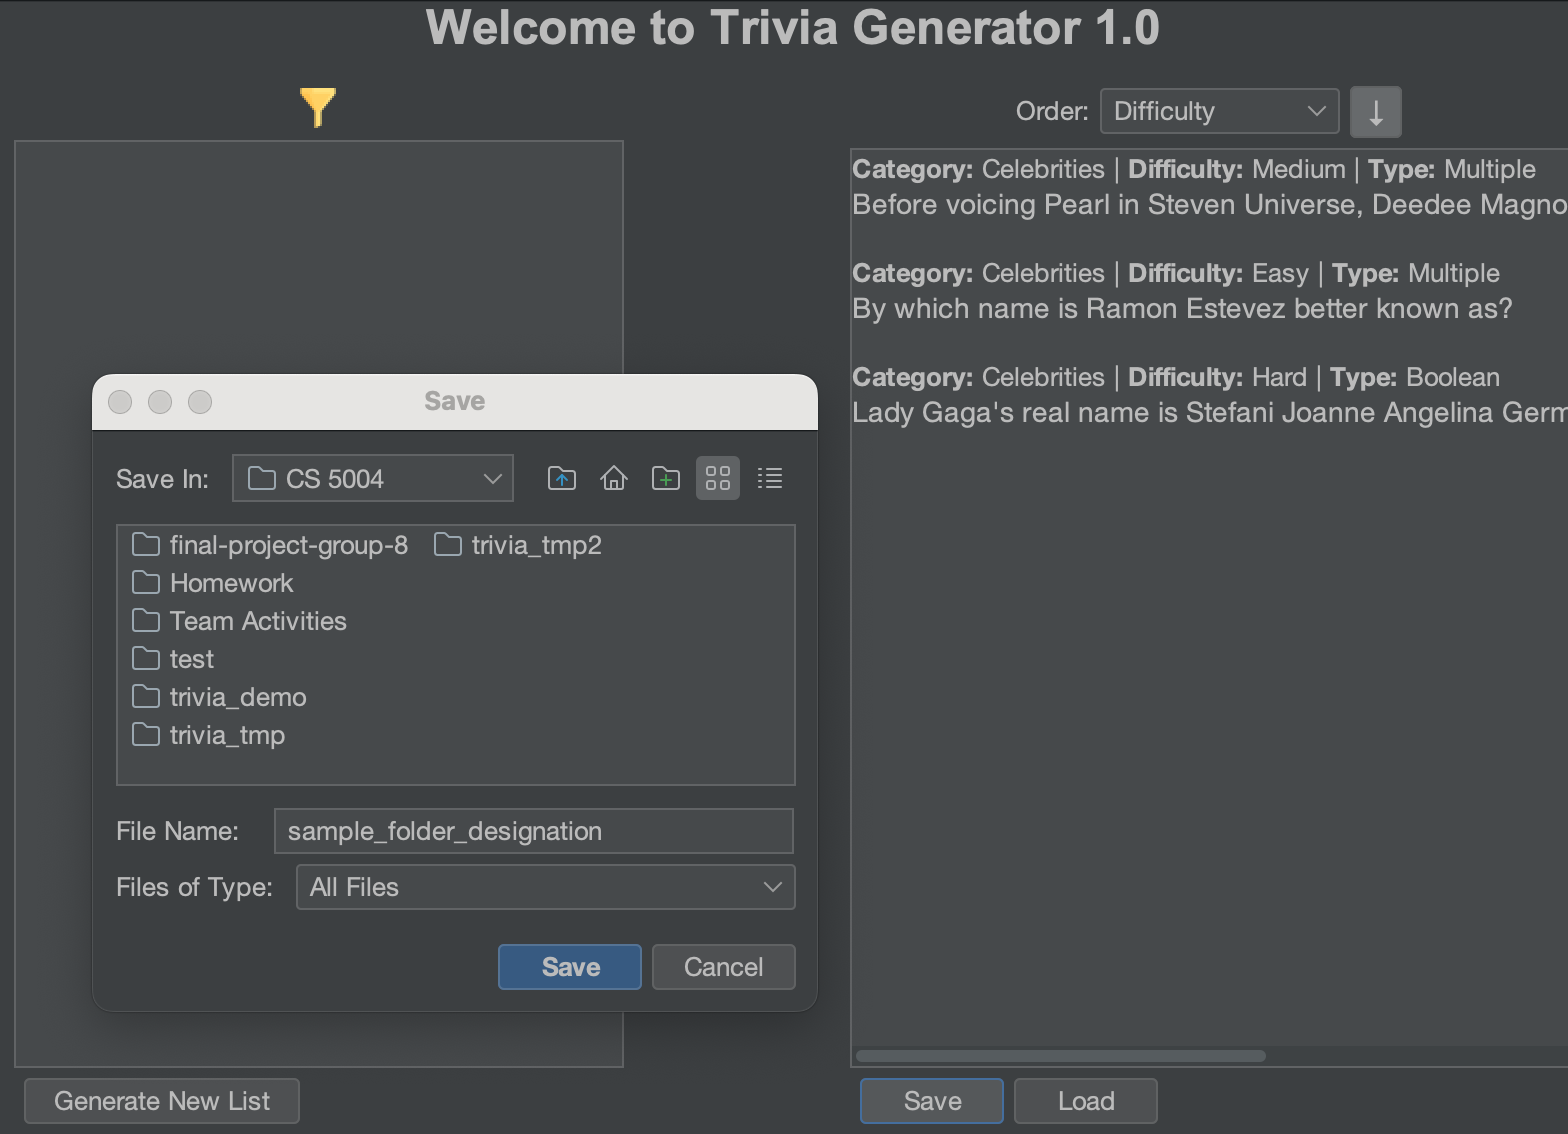 Welcome to Trivia Generator 1.0
Order: Difficulty
Category: Celebrities | Difficulty: Medium | Type: Multiple
Before voicing Pearl in Steven Universe, Deedee Magno
Category: Celebrities | Difficulty: Easy | Type: Multiple
By which name is Ramon Estevez better known as?
Category: Celebrities | Difficulty: Hard | Type: Boolean
Lady Gaga's real name is Stefani Joanne Angelina Germ
Save
Save In: CS 5004
final-project-group-8 trivia_tmp2
Homework
Team Activities
test
trivia_demo
trivia_tmp
File Name: sample_folder_designation
Files of Type: All Files
Save Cancel
Generate New List
Save Load